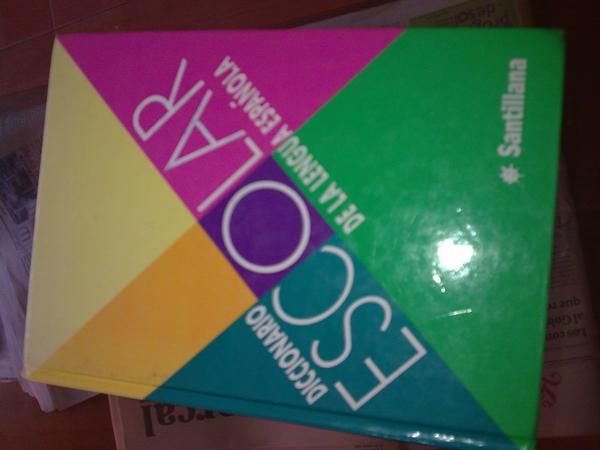 DICCIONARIO
ESCOLAR
DE LA LENGUA ESPAÑOLA
Santillana